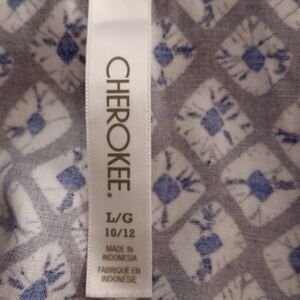 CHEROKEE®
L/G
10/12
MADE IN
INDONESIA
FABRIQUÉ EN
INDONÉSIE